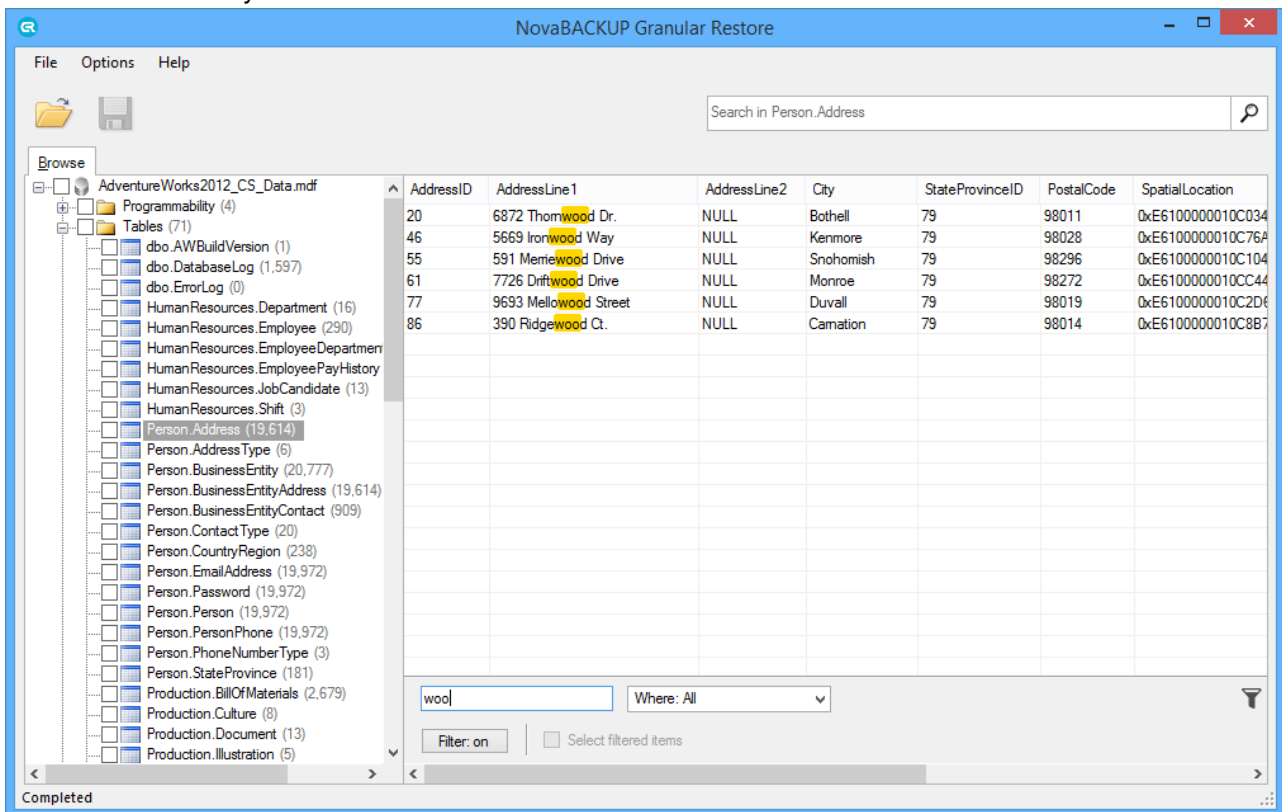 NovaBACKUP Granular Restore
File Options Help
Search in Person.Address
Browse
AdventureWorks2012_CS_Data.mdf
Programmability (4)
Tables (71)
dbo.AWBuildVersion (1)
dbo.DatabaseLog (1,597)
dbo.ErrorLog (0)
HumanResources.Department (16)
HumanResources.Employee (290)
HumanResources.EmployeeDepartmen
HumanResources.EmployeePayHistory
HumanResources.JobCandidate (13)
HumanResources.Shift (3)
Person.Address (19,614)
Person.AddressType (6)
Person.BusinessEntity (20,777)
Person.BusinessEntityAddress (19,614)
Person.BusinessEntityContact (909)
Person.ContactType (20)
Person.CountryRegion (238)
Person.EmailAddress (19,972)
Person.Password (19,972)
Person.Person (19,972)
Person.PersonPhone (19,972)
Person.PhoneNumberType (3)
Person.StateProvince (181)
Production.BillOfMaterials (2,679)
Production.Culture (8)
Production.Document (13)
Production.Illustration (5)
AddressID AddressLine1 AddressLine2 City StateProvinceID PostalCode SpatialLocation
20 6872 Thornwood Dr. NULL Bothell 79 98011 0xE6100000010C034
46 5669 Ironwood Way NULL Kenmore 79 98028 0xE6100000010C76A
55 591 Merriewood Drive NULL Snohomish 79 98296 0xE6100000010C104
61 7726 Driftwood Drive NULL Monroe 79 98272 0xE6100000010CC44
77 9693 Mellowood Street NULL Duvall 79 98019 0xE6100000010C2D6
86 390 Ridgewood Ct. NULL Carnation 79 98014 0xE6100000010C8B7
woo Where: All
Filter: on Select filtered items
Completed